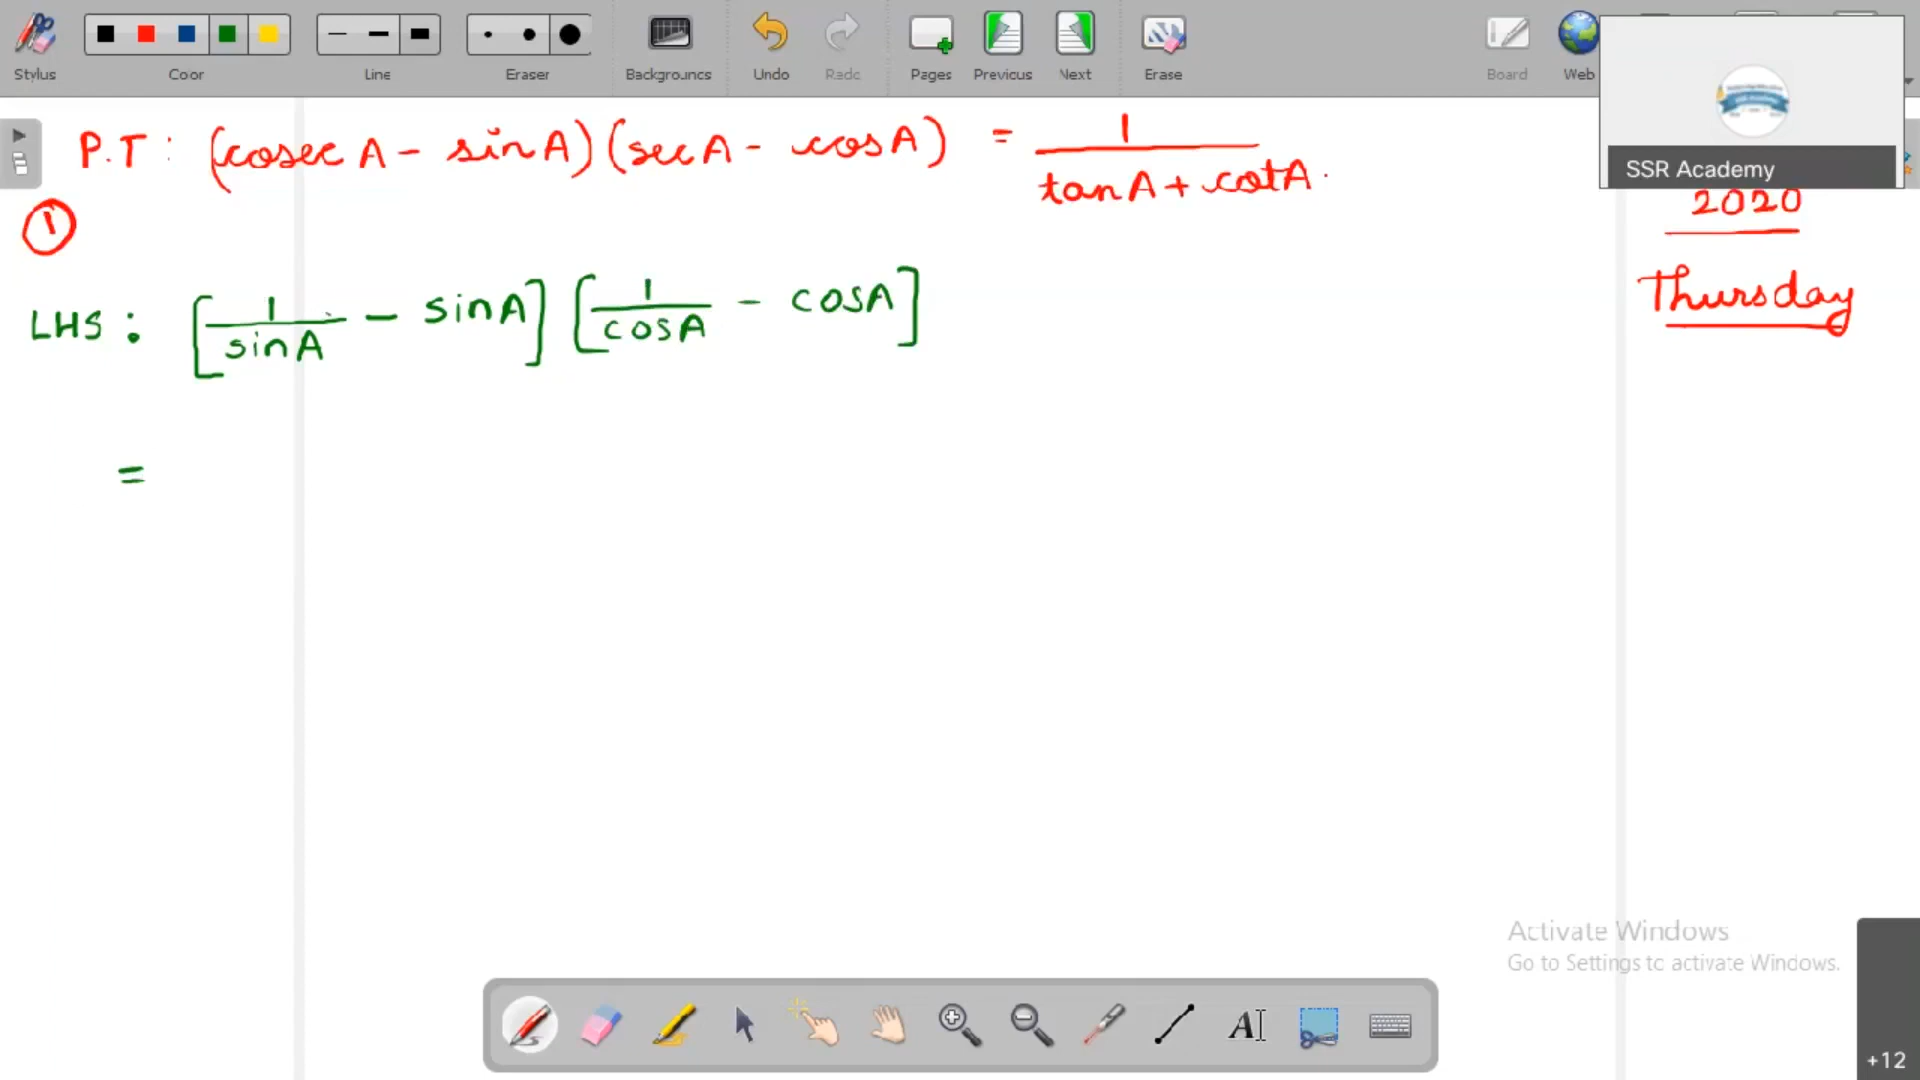 Stylus Color Line Eraser Backgrounds Undo Redo Pages Previous Next Erase Board Web
SSR Academy
P.T : (cosec A - sin A) (sec A - cos A) = 1 / (tan A + cot A) .
2020
Thursday
①
LHS : [1/sinA - sinA] [1/cosA - cosA]
=
Activate Windows
Go to Settings to activate Windows.
+12